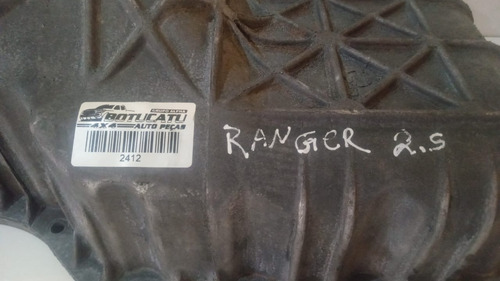 BOTUCATU
4X4 AUTO PEÇAS
2412
RANGER 2.5